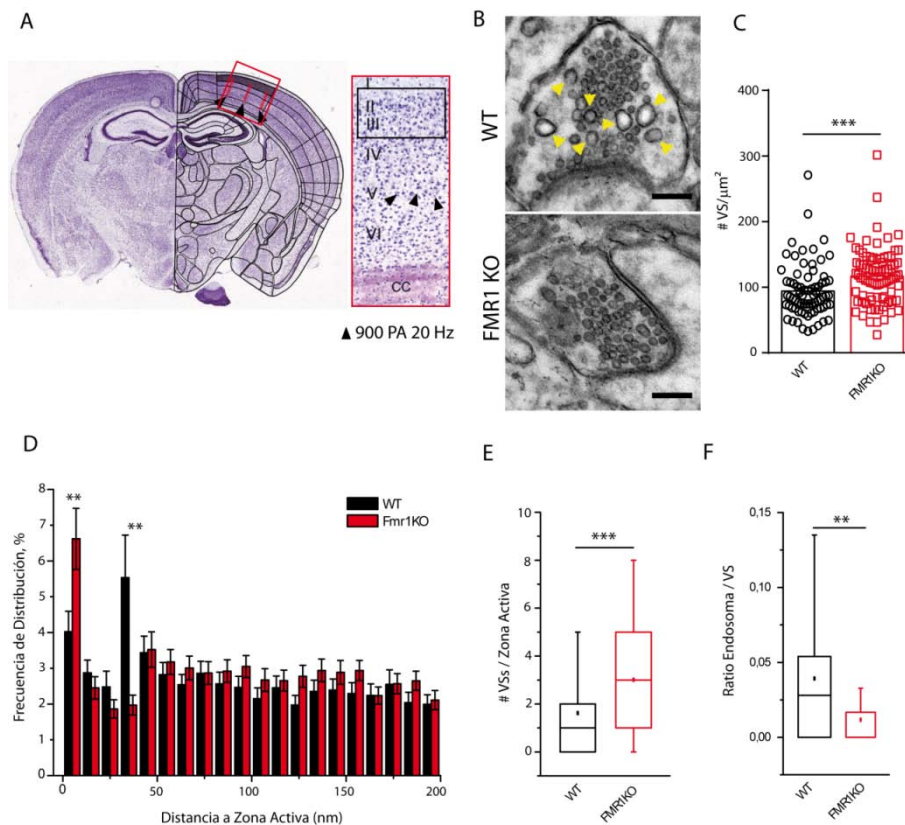 A
I
II
III
IV
V
VI
CC
▲ 900 PA 20 Hz
B
WT
FMR1 KO
C
# VS/µm²
400
300
200
100
0
***
WT
FMR1KO
D
Frecuencia de Distribución, %
8
7
6
5
4
3
2
1
0
**
**
WT
Fmr1KO
0
50
100
150
200
Distancia a Zona Activa (nm)
E
# VSs / Zona Activa
10
8
6
4
2
0
***
WT
FMR1KO
F
Ratio Endosoma / VS
0,15
0,10
0,05
0,00
**
WT
FMR1KO